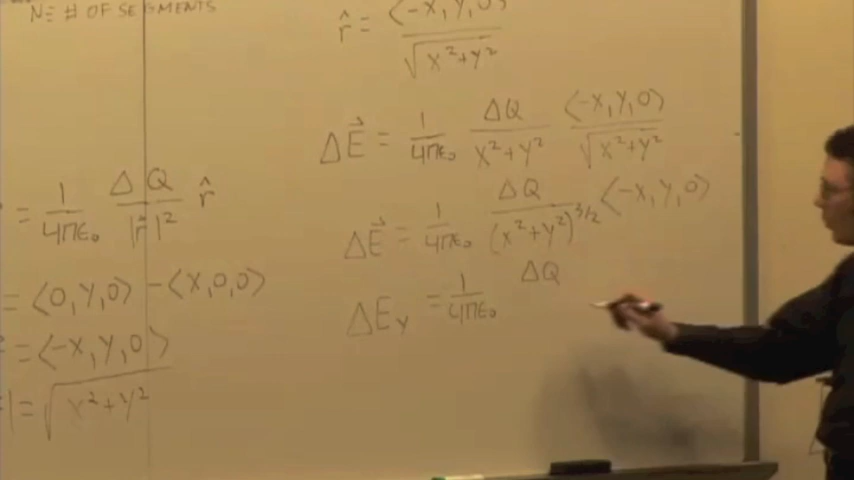 N≡ # OF SEGMENTS
= 1/4πε₀ ΔQ/|r⃗|² r̂
= ⟨0,Y,0⟩ - ⟨X,0,0⟩
= ⟨-X,Y,0⟩
|= √X²+Y²
r̂ = ⟨-X,Y,0⟩/√X²+Y²
ΔE⃗ = 1/4πε₀ ΔQ/X²+Y² ⟨-X,Y,0⟩/√X²+Y²
ΔE⃗ = 1/4πε₀ ΔQ/(X²+Y²)^3/2 ⟨-X,Y,0⟩
ΔE_Y = 1/4πε₀ ΔQ